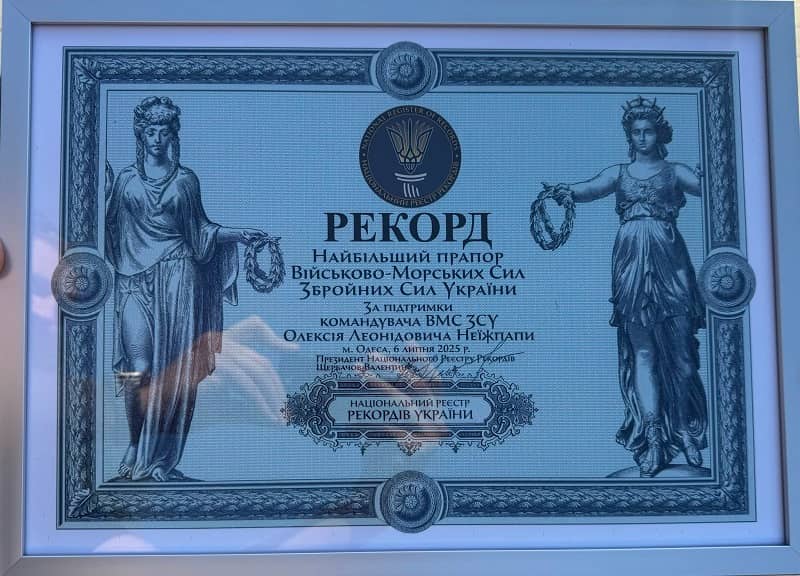 NATIONAL REGISTER OF RECORDS
НАЦІОНАЛЬНИЙ РЕЄСТР РЕКОРДІВ
РЕКОРД
Найбільший прапор
Військово-Морських Сил
Збройних Сил України
За підтримки
командувача ВМС ЗСУ
Олексія Леонідовича Неїжпапи
м. Одеса, 6 липня 2025 р.
Президент Національного Реєстру Рекордів
Щербачов Валентин
НАЦІОНАЛЬНИЙ РЕЄСТР
РЕКОРДІВ УКРАЇНИ